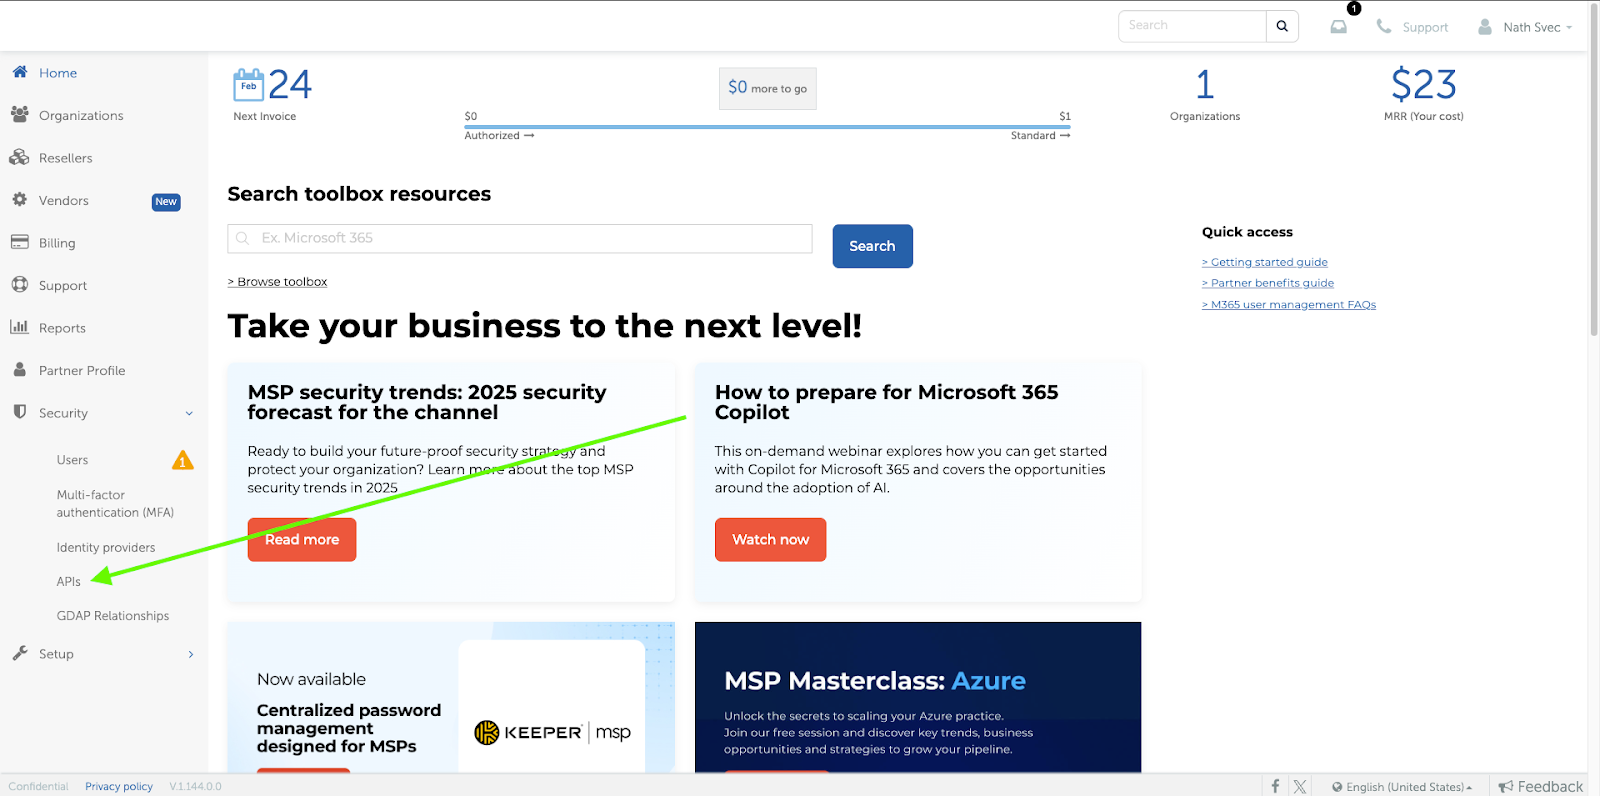 Search
1
Support
Nath Svec
Home
Organizations
Resellers
Vendors
New
Billing
Support
Reports
Partner Profile
Security
Users
1
Multi-factor
authentication (MFA)
Identity providers
APIs
GDAP Relationships
Setup
Feb
24
Next Invoice
$0 more to go
$0
$1
Authorized →
Standard →
1
Organizations
$23
MRR (Your cost)
Search toolbox resources
Ex. Microsoft 365
Search
> Browse toolbox
Quick access
> Getting started guide
> Partner benefits guide
> M365 user management FAQs
Take your business to the next level!
MSP security trends: 2025 security
forecast for the channel
Ready to build your future-proof security strategy and
protect your organization? Learn more about the top MSP
security trends in 2025
Read more
How to prepare for Microsoft 365
Copilot
This on-demand webinar explores how you can get started
with Copilot for Microsoft 365 and covers the opportunities
around the adoption of AI.
Watch now
Now available
Centralized password
management
designed for MSPs
KEEPER msp
MSP Masterclass: Azure
Unlock the secrets to scaling your Azure practice.
Join our free session and discover key trends, business
opportunities and strategies to grow your pipeline.
Confidential
Privacy policy
V.1.144.0.0
English (United States)
Feedback